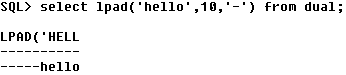 SQL> select lpad('hello',10,'-') from dual;
LPAD('HELL
----------
-----hello